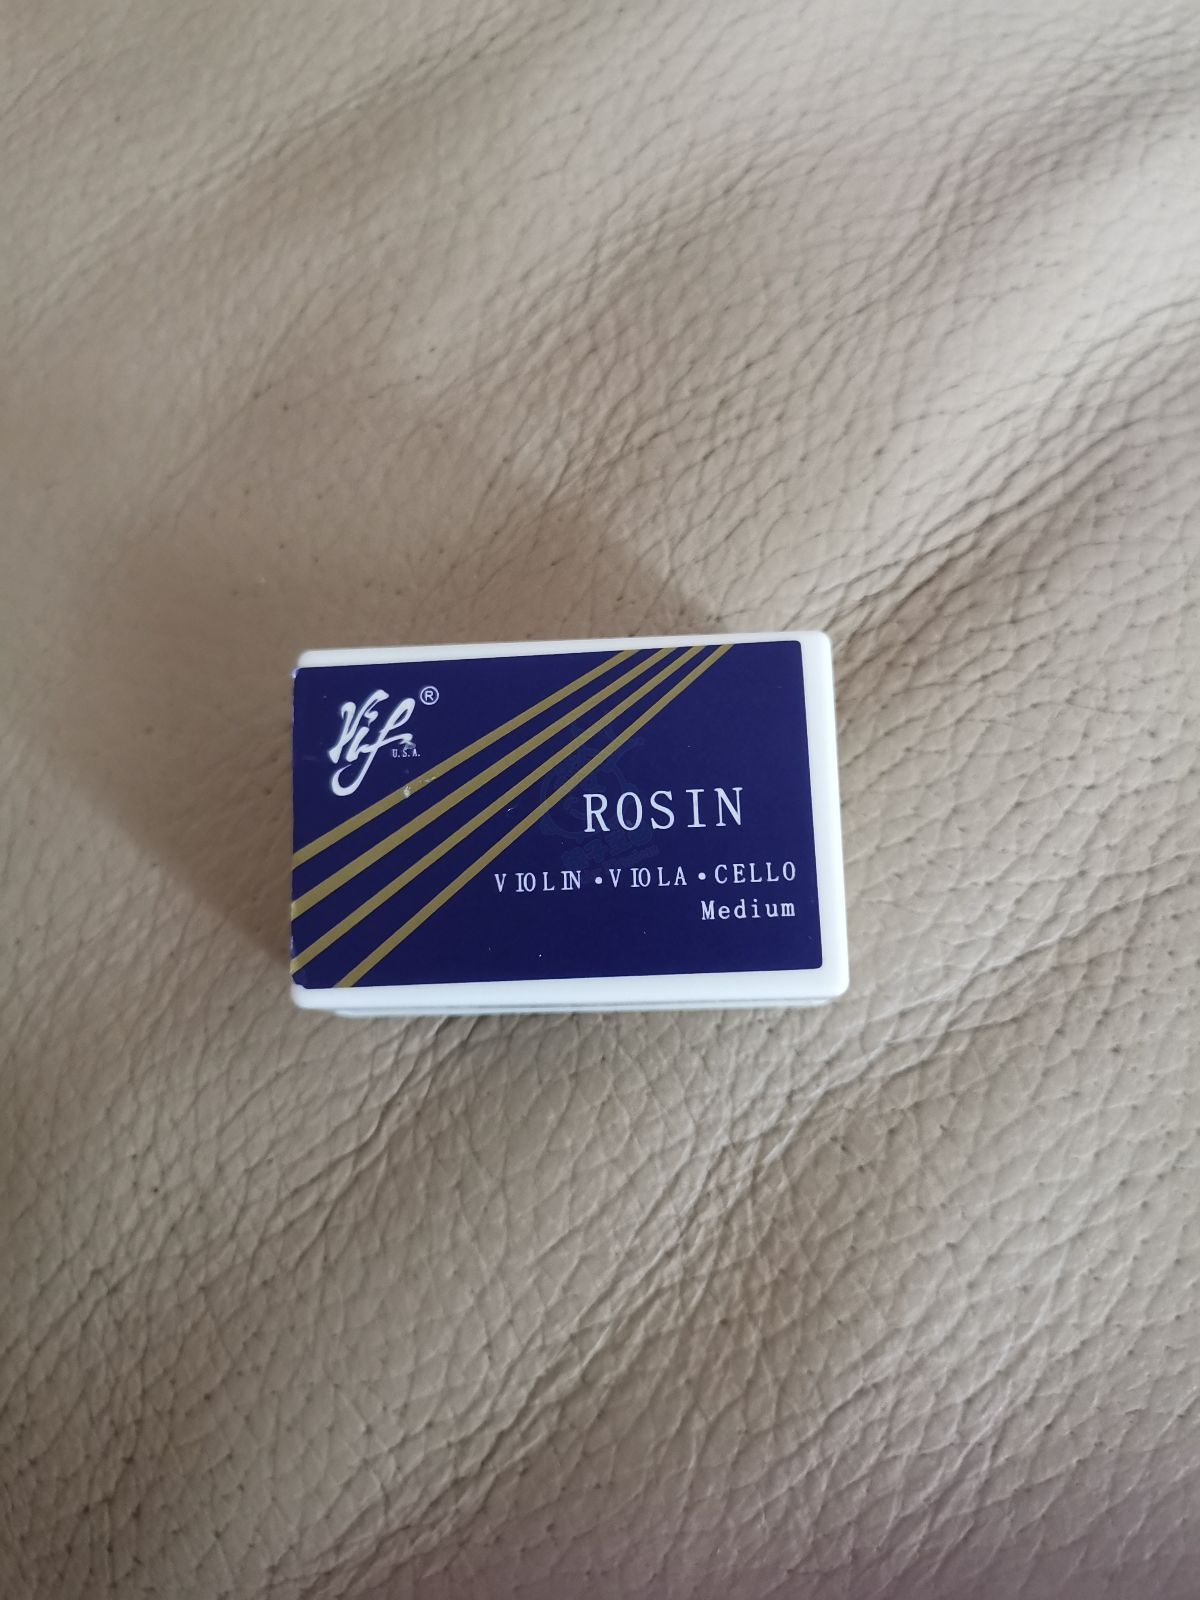 Vif ®
U.S.A.
ROSIN
VIOLIN • VIOLA • CELLO
Medium